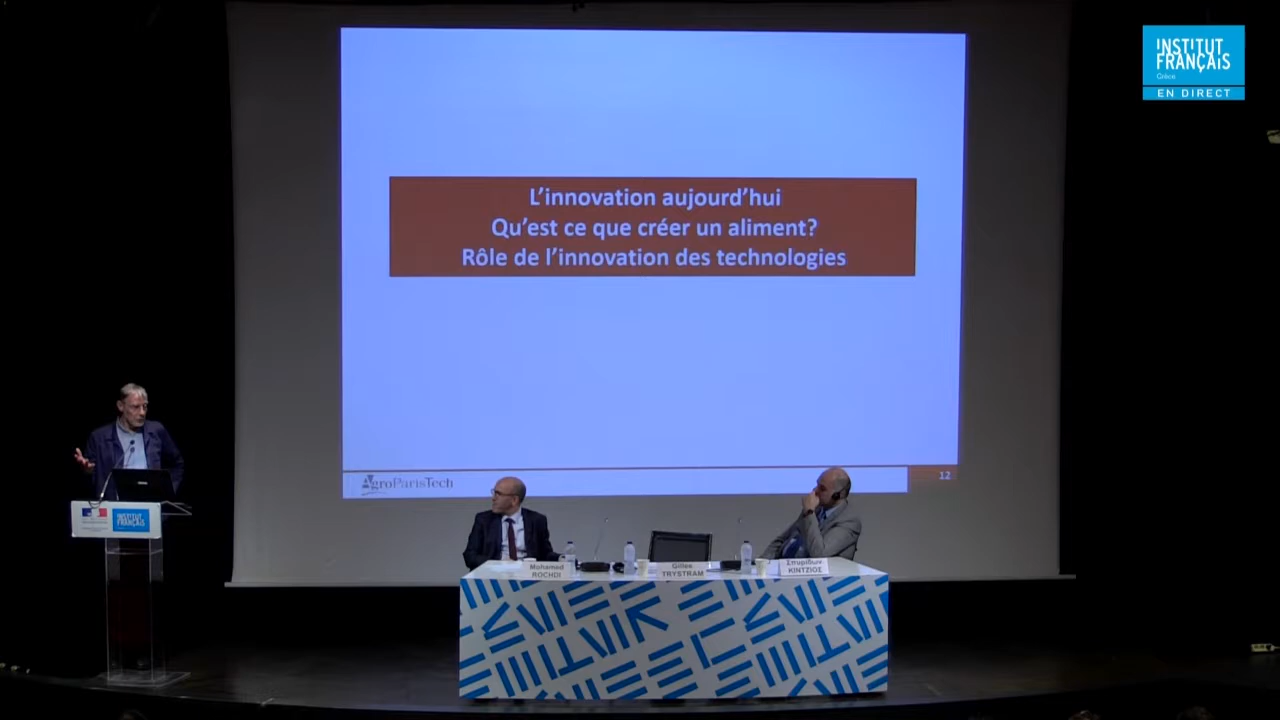 INSTITUT
FRANÇAIS
Grèce
EN DIRECT
L'innovation aujourd'hui
Qu'est ce que créer un aliment?
Rôle de l'innovation des technologies
AgroParisTech
12
INSTITUT
FRANÇAIS
Mohamed
ROCHDI
Gilles
TRYSTRAM
Σπυρίδων
ΚΙΝΤΖΙΟΣ